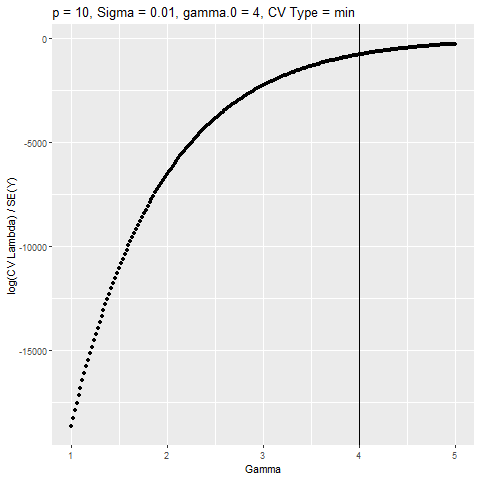 p = 10, Sigma = 0.01, gamma.0 = 4, CV Type = min
log(CV Lambda) / SE(Y)
0
-5000
-10000
-15000
1 2 3 4 5
Gamma